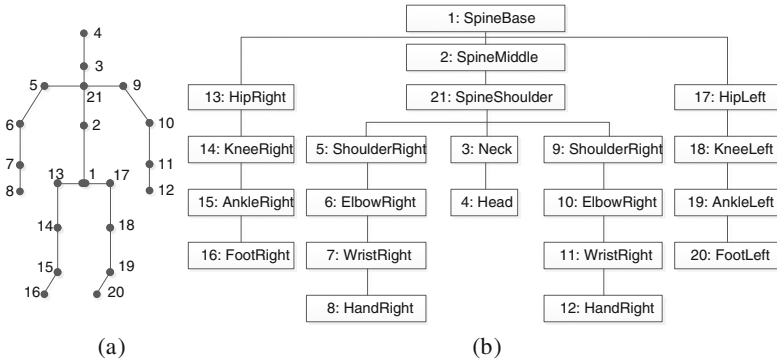 4
3
5
9
21
6
2
10
7
11
8
12
13
1
17
14
18
15
19
16
20
(a)
1: SpineBase
2: SpineMiddle
13: HipRight
21: SpineShoulder
17: HipLeft
14: KneeRight
5: ShoulderRight
3: Neck
9: ShoulderRight
18: KneeLeft
15: AnkleRight
6: ElbowRight
4: Head
10: ElbowRight
19: AnkleLeft
16: FootRight
7: WristRight
11: WristRight
20: FootLeft
8: HandRight
12: HandRight
(b)